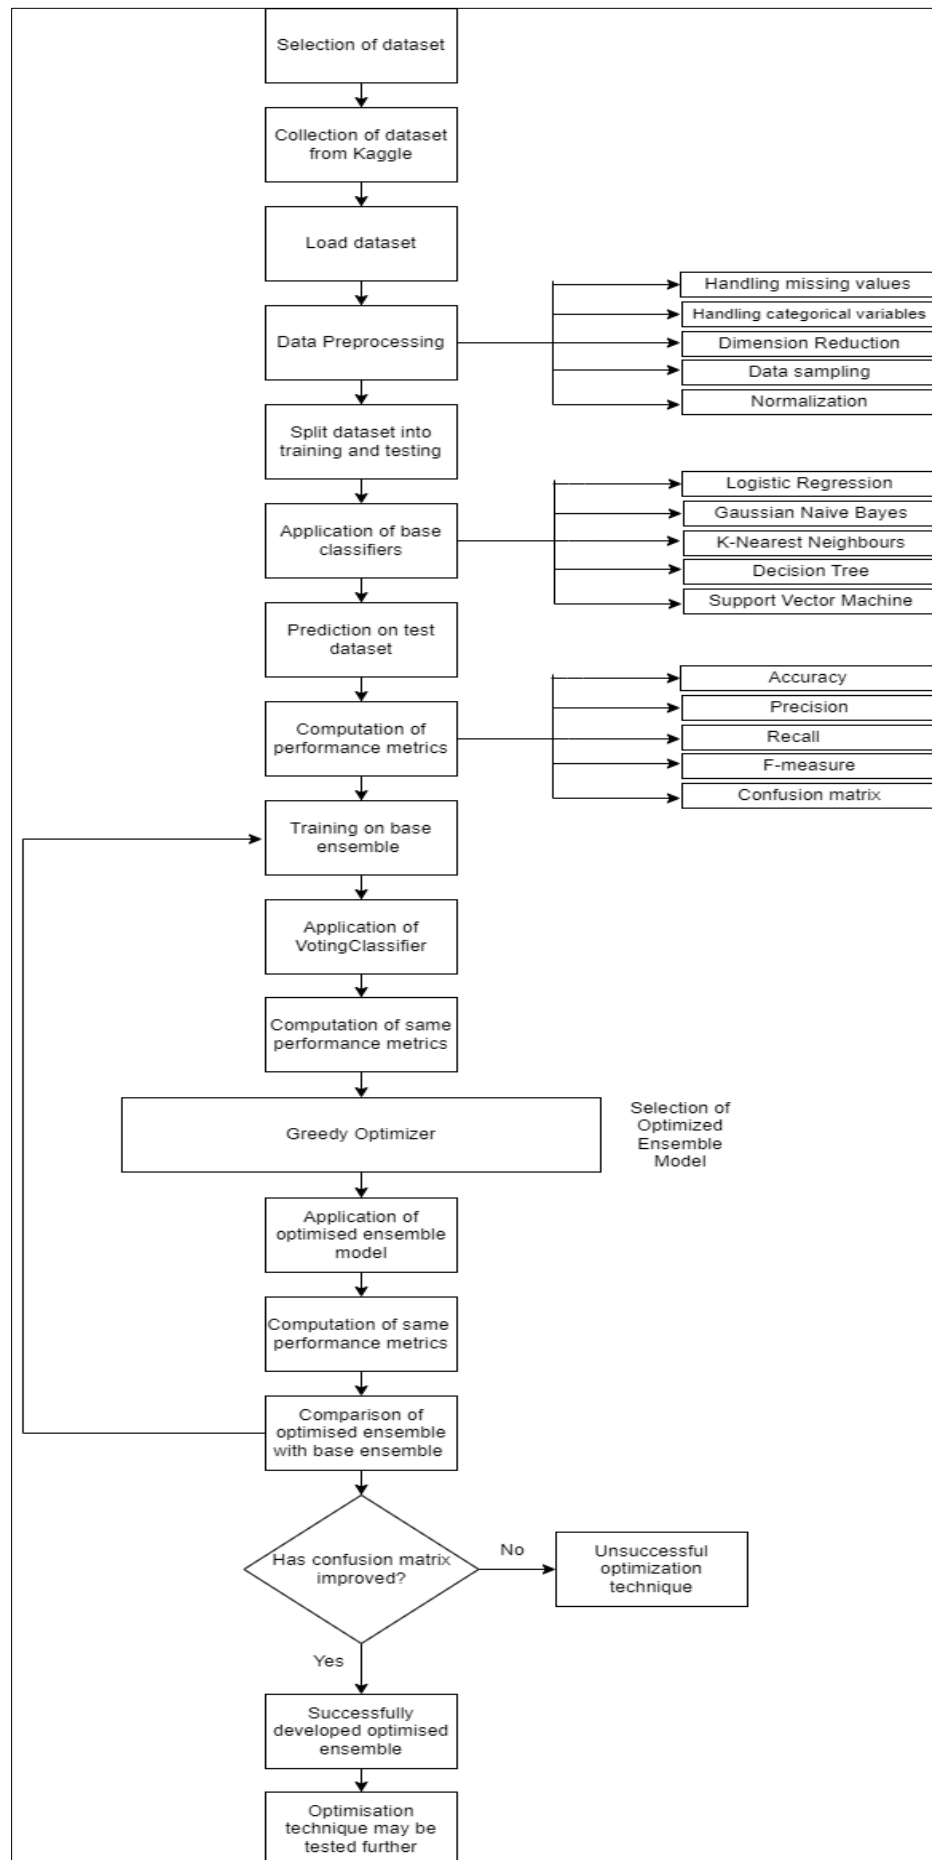 Selection of dataset
Collection of dataset
from Kaggle
Load dataset
Data Preprocessing
Handling missing values
Handling categorical variables
Dimension Reduction
Data sampling
Normalization
Split dataset into
training and testing
Application of base
classifiers
Logistic Regression
Gaussian Naive Bayes
K-Nearest Neighbours
Decision Tree
Support Vector Machine
Prediction on test
dataset
Computation of
performance metrics
Accuracy
Precision
Recall
F-measure
Confusion matrix
Training on base
ensemble
Application of
VotingClassifier
Computation of same
performance metrics
Greedy Optimizer
Selection of
Optimized
Ensemble
Model
Application of
optimised ensemble
model
Computation of same
performance metrics
Comparison of
optimised ensemble
with base ensemble
Has confusion matrix
improved?
No
Unsuccessful
optimization
technique
Yes
Successfully
developed optimised
ensemble
Optimisation
technique may be
tested further